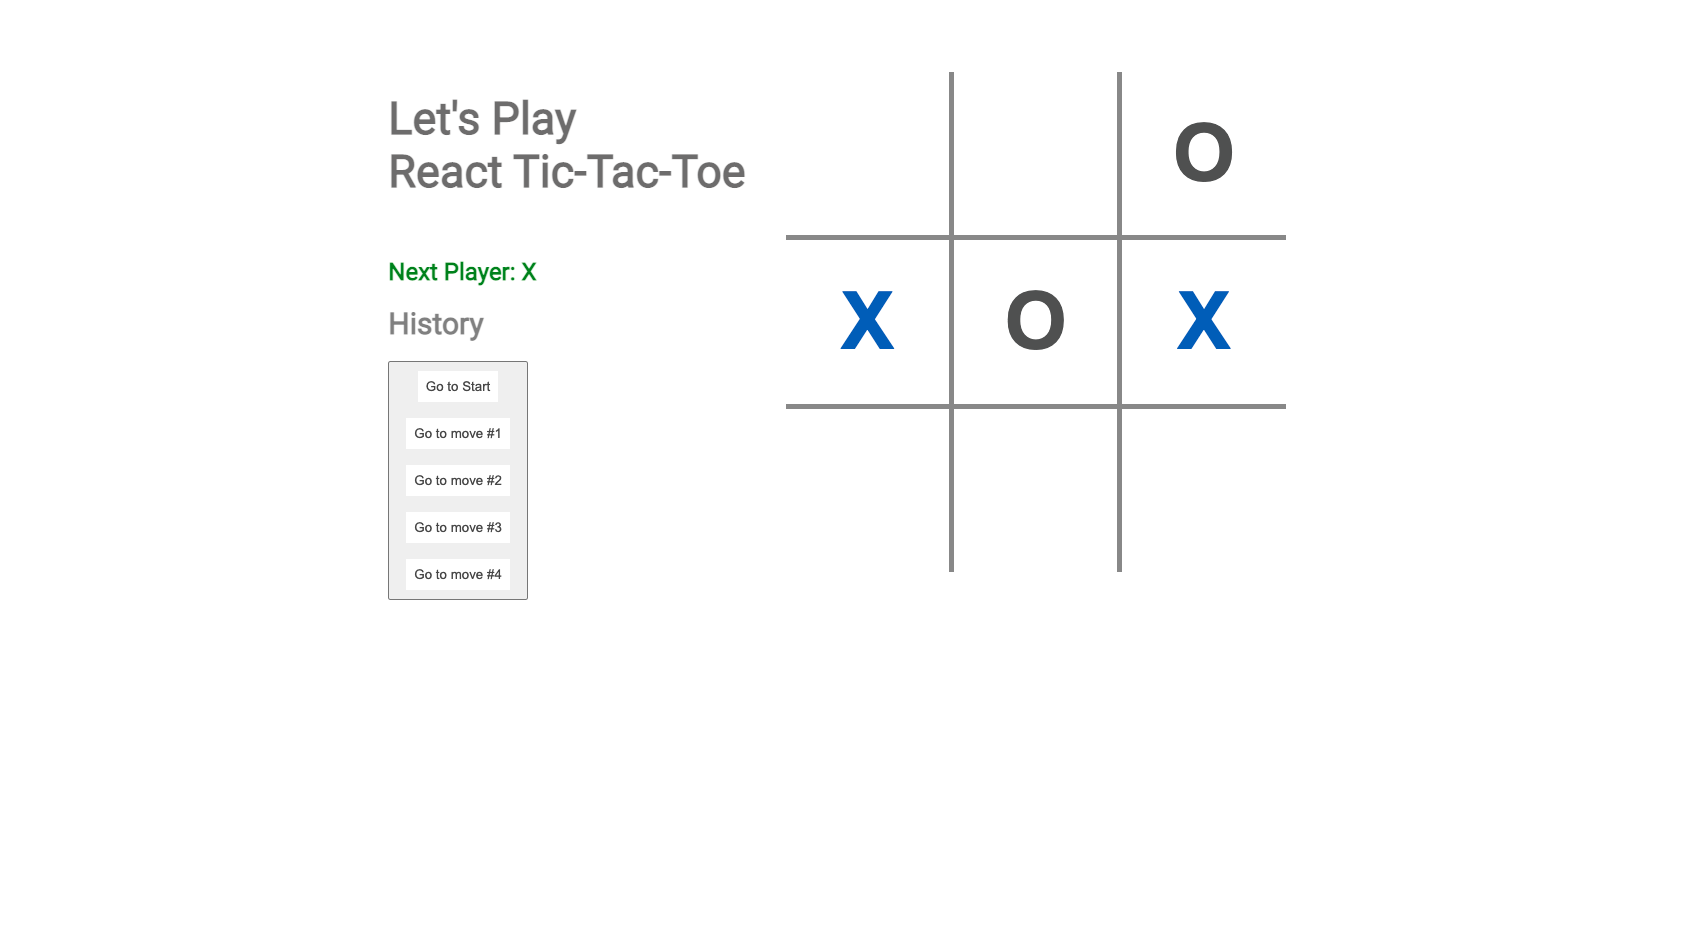 Let's Play
React Tic-Tac-Toe
Next Player: X
History
Go to Start
Go to move #1
Go to move #2
Go to move #3
Go to move #4
O
X O X